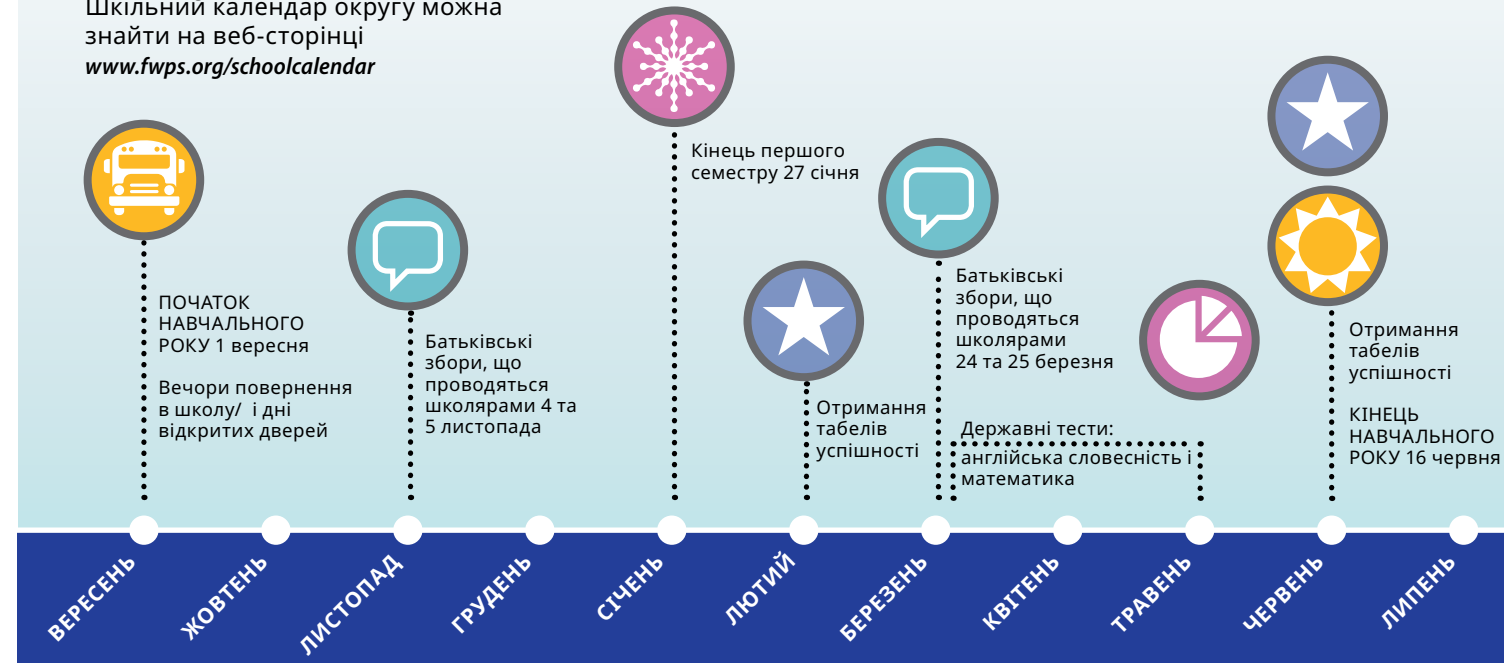 Шкільний календар округу можна
знайти на веб-сторінці
www.fwps.org/schoolcalendar
ПОЧАТОК
НАВЧАЛЬНОГО
РОКУ 1 вересня
Вечори повернення
в школу/ і дні
відкритих дверей
Батьківські
збори, що
проводяться
школярами 4 та
5 листопада
Кінець першого
семестру 27 січня
Отримання
табелів
успішності
Батьківські
збори, що
проводяться
школярами
24 та 25 березня
Державні тести:
англійська словесність і
математика
Отримання
табелів
успішності
КІНЕЦЬ
НАВЧАЛЬНОГО
РОКУ 16 червня
ВЕРЕСЕНЬ
ЖОВТЕНЬ
ЛИСТОПАД
ГРУДЕНЬ
СІЧЕНЬ
ЛЮТИЙ
БЕРЕЗЕНЬ
КВІТЕНЬ
ТРАВЕНЬ
ЧЕРВЕНЬ
ЛИПЕНЬ